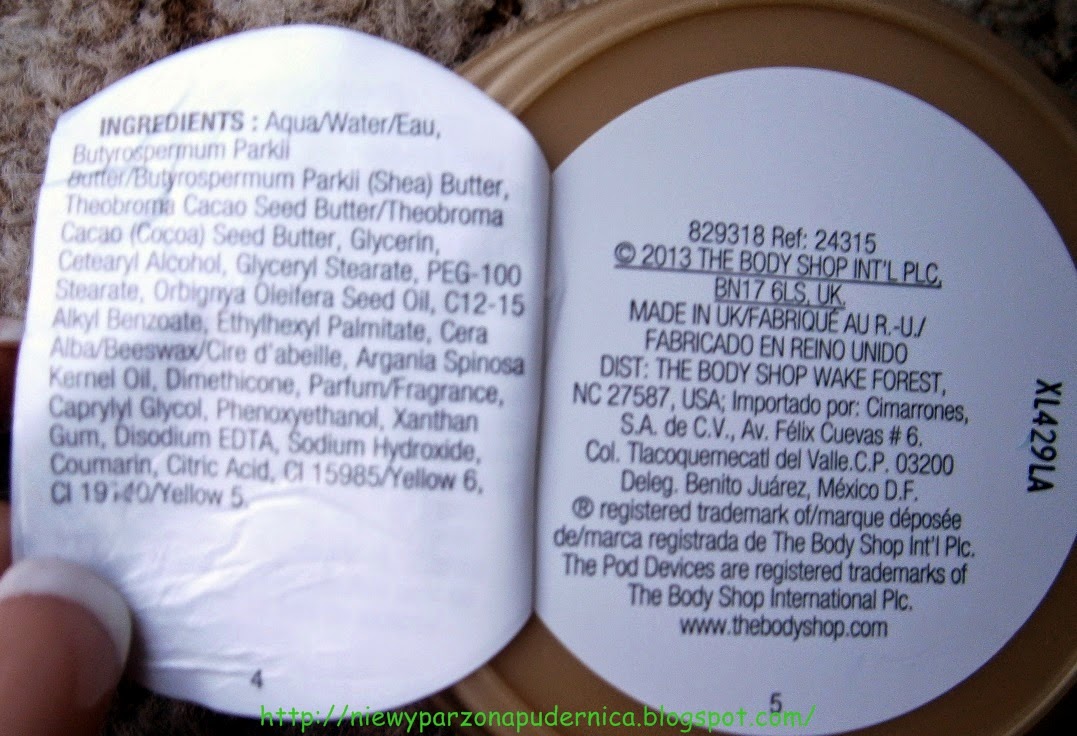 INGREDIENTS : Aqua/Water/Eau,
Butyrospermum Parkii
Butter/Butyrospermum Parkii (Shea) Butter,
Theobroma Cacao Seed Butter/Theobroma
Cacao (Cocoa) Seed Butter, Glycerin,
Cetearyl Alcohol, Glyceryl Stearate, PEG-100
Stearate, Orbignya Oleifera Seed Oil, C12-15
Alkyl Benzoate, Ethylhexyl Palmitate, Cera
Alba/Beeswax/Cire d'abeille, Argania Spinosa
Kernel Oil, Dimethicone, Parfum/Fragrance,
Caprylyl Glycol, Phenoxyethanol, Xanthan
Gum, Disodium EDTA, Sodium Hydroxide,
Coumarin, Citric Acid, CI 15985/Yellow 6,
CI 19140/Yellow 5.
4
829318 Ref: 24315
© 2013 THE BODY SHOP INT'L PLC,
BN17 6LS, UK.
MADE IN UK/FABRIQUÉ AU R.-U./
FABRICADO EN REINO UNIDO
DIST: THE BODY SHOP WAKE FOREST,
NC 27587, USA; Importado por: Cimarrones,
S.A. de C.V., Av. Félix Cuevas # 6.
Col. Tlacoquemecatl del Valle.C.P. 03200
Deleg. Benito Juárez, México D.F.
® registered trademark of/marque déposée
de/marca registrada de The Body Shop Int'l Plc.
The Pod Devices are registered trademarks of
The Body Shop International Plc.
www.thebodyshop.com
5
XL429LA
http://niewyparzonapudernica.blogspot.com/